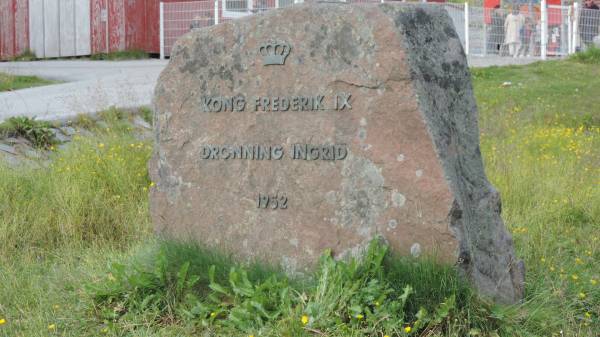 KONG FREDERIK IX
DRONNING INGRID
1952